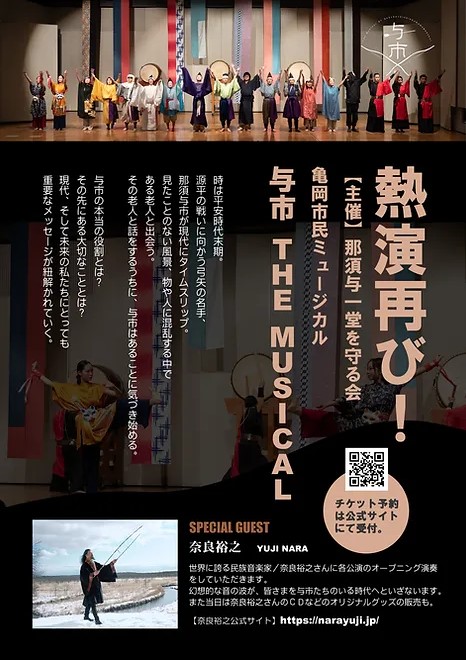 与市
熱演再び！
【主催】那須与一堂を守る会
亀岡市民ミュージカル
与市 THE MUSICAL
時は平安時代末期。
源平の戦いに向かう弓矢の名手、
那須与市が現代にタイムスリップ。
見たことのない風景、物や人に混乱する中で
ある老人と出会う。
その老人と話をするうちに、与市はあることに気づき始める。
与市の本当の役割とは？
その先にある大切なこととは？
現代、そして未来の私たちにとっても
重要なメッセージが紐解かれていく。
チケット予約
は公式サイト
にて受付。
SPECIAL GUEST
奈良裕之 YUJI NARA
世界に誇る民族音楽家／奈良裕之さんに各公演のオープニング演奏
をしていただきます。
幻想的な音の波が、皆さまを与市たちのいる時代へといざないます。
また当日は奈良裕之さんのＣＤなどのオリジナルグッズの販売も。
【奈良裕之公式サイト】https://narayuji.jp/